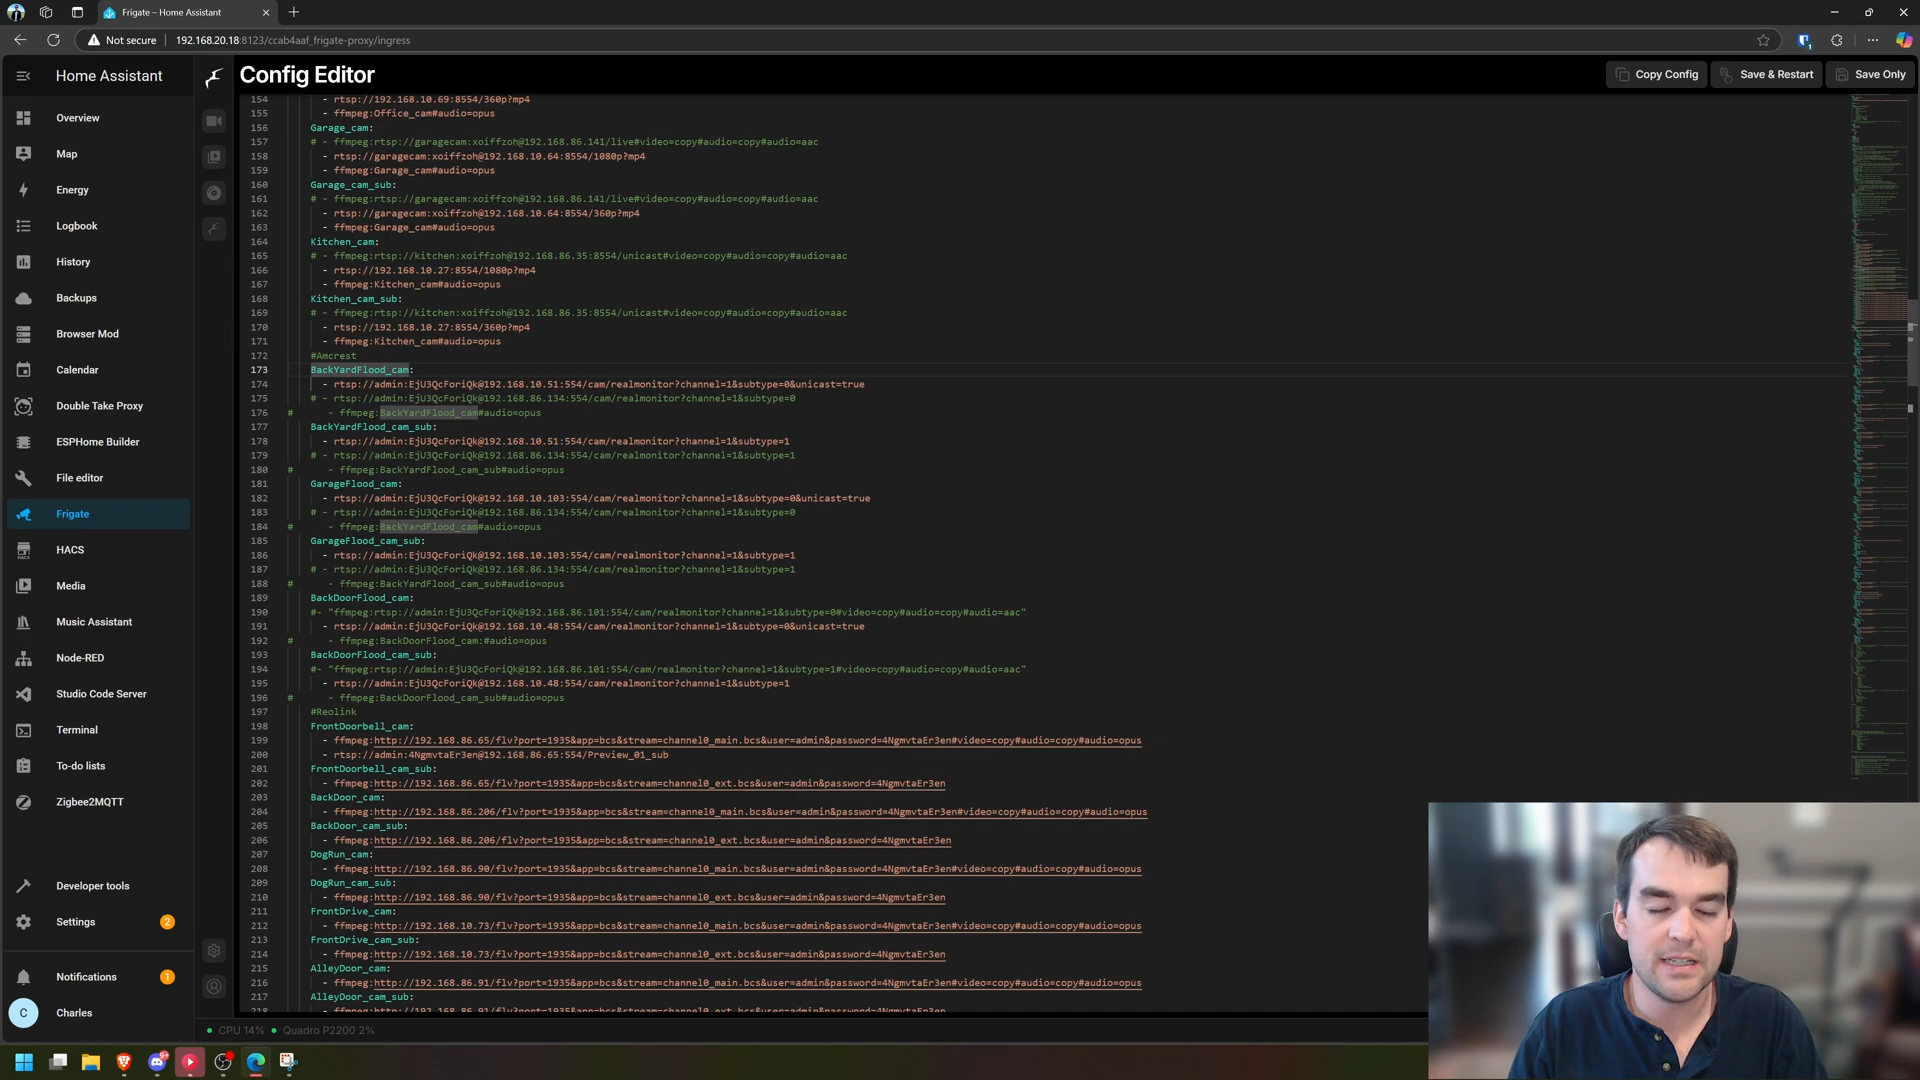 Frigate – Home Assistant
Not secure
192.168.20.18:8123/ccab4aaf_frigate-proxy/ingress
Home Assistant
Overview
Map
Energy
Logbook
History
Backups
Browser Mod
Calendar
Double Take Proxy
ESPHome Builder
File editor
Frigate
HACS
Media
Music Assistant
Node-RED
Studio Code Server
Terminal
To-do lists
Zigbee2MQTT
Developer tools
Settings 2
Notifications 1
C Charles
Config Editor
Copy Config
Save & Restart
Save Only
154 - rtsp://192.168.10.69:8554/360p?mp4
155 - ffmpeg:Office_cam#audio=opus
156 Garage_cam:
157 # - ffmpeg:rtsp://garagecam:xoiffzoh@192.168.86.141/live#video=copy#audio=copy#audio=aac
158 - rtsp://garagecam:xoiffzoh@192.168.10.64:8554/1080p?mp4
159 - ffmpeg:Garage_cam#audio=opus
160 Garage_cam_sub:
161 # - ffmpeg:rtsp://garagecam:xoiffzoh@192.168.86.141/live#video=copy#audio=copy#audio=aac
162 - rtsp://garagecam:xoiffzoh@192.168.10.64:8554/360p?mp4
163 - ffmpeg:Garage_cam#audio=opus
164 Kitchen_cam:
165 # - ffmpeg:rtsp://kitchen:xoiffzoh@192.168.86.35:8554/unicast#video=copy#audio=copy#audio=aac
166 - rtsp://192.168.10.27:8554/1080p?mp4
167 - ffmpeg:Kitchen_cam#audio=opus
168 Kitchen_cam_sub:
169 # - ffmpeg:rtsp://kitchen:xoiffzoh@192.168.86.35:8554/unicast#video=copy#audio=copy#audio=aac
170 - rtsp://192.168.10.27:8554/360p?mp4
171 - ffmpeg:Kitchen_cam#audio=opus
172 #Amcrest
173 BackYardFlood_cam:
174 - rtsp://admin:EjU3QcForiQk@192.168.10.51:554/cam/realmonitor?channel=1&subtype=0&unicast=true
175 # - rtsp://admin:EjU3QcForiQk@192.168.86.134:554/cam/realmonitor?channel=1&subtype=0
176 # - ffmpeg:BackYardFlood_cam#audio=opus
177 BackYardFlood_cam_sub:
178 - rtsp://admin:EjU3QcForiQk@192.168.10.51:554/cam/realmonitor?channel=1&subtype=1
179 # - rtsp://admin:EjU3QcForiQk@192.168.86.134:554/cam/realmonitor?channel=1&subtype=1
180 # - ffmpeg:BackYardFlood_cam_sub#audio=opus
181 GarageFlood_cam:
182 - rtsp://admin:EjU3QcForiQk@192.168.10.103:554/cam/realmonitor?channel=1&subtype=0&unicast=true
183 # - rtsp://admin:EjU3QcForiQk@192.168.86.134:554/cam/realmonitor?channel=1&subtype=0
184 # - ffmpeg:BackYardFlood_cam#audio=opus
185 GarageFlood_cam_sub:
186 - rtsp://admin:EjU3QcForiQk@192.168.10.103:554/cam/realmonitor?channel=1&subtype=1
187 # - rtsp://admin:EjU3QcForiQk@192.168.86.134:554/cam/realmonitor?channel=1&subtype=1
188 # - ffmpeg:BackYardFlood_cam_sub#audio=opus
189 BackDoorFlood_cam:
190 #- "ffmpeg:rtsp://admin:EjU3QcForiQk@192.168.86.101:554/cam/realmonitor?channel=1&subtype=0#video=copy#audio=copy#audio=aac"
191 - rtsp://admin:EjU3QcForiQk@192.168.10.48:554/cam/realmonitor?channel=1&subtype=0&unicast=true
192 # - ffmpeg:BackDoorFlood_cam:#audio=opus
193 BackDoorFlood_cam_sub:
194 #- "ffmpeg:rtsp://admin:EjU3QcForiQk@192.168.86.101:554/cam/realmonitor?channel=1&subtype=1#video=copy#audio=copy#audio=aac"
195 - rtsp://admin:EjU3QcForiQk@192.168.10.48:554/cam/realmonitor?channel=1&subtype=1
196 # - ffmpeg:BackDoorFlood_cam_sub#audio=opus
197 #Reolink
198 FrontDoorbell_cam:
199 - ffmpeg:http://192.168.86.65/flv?port=1935&app=bcs&stream=channel0_main.bcs&user=admin&password=4NgmvtaEr3en#video=copy#audio=copy#audio=opus
200 - rtsp://admin:4NgmvtaEr3en@192.168.86.65:554/Preview_01_sub
201 FrontDoorbell_cam_sub:
202 - ffmpeg:http://192.168.86.65/flv?port=1935&app=bcs&stream=channel0_ext.bcs&user=admin&password=4NgmvtaEr3en
203 BackDoor_cam:
204 - ffmpeg:http://192.168.86.206/flv?port=1935&app=bcs&stream=channel0_main.bcs&user=admin&password=4NgmvtaEr3en#video=copy#audio=copy#audio=opus
205 BackDoor_cam_sub:
206 - ffmpeg:http://192.168.86.206/flv?port=1935&app=bcs&stream=channel0_ext.bcs&user=admin&password=4NgmvtaEr3en
207 DogRun_cam:
208 - ffmpeg:http://192.168.86.90/flv?port=1935&app=bcs&stream=channel0_main.bcs&user=admin&password=4NgmvtaEr3en#video=copy#audio=copy#audio=opus
209 DogRun_cam_sub:
210 - ffmpeg:http://192.168.86.90/flv?port=1935&app=bcs&stream=channel0_ext.bcs&user=admin&password=4NgmvtaEr3en
211 FrontDrive_cam:
212 - ffmpeg:http://192.168.10.73/flv?port=1935&app=bcs&stream=channel0_main.bcs&user=admin&password=4NgmvtaEr3en#video=copy#audio=copy#audio=opus
213 FrontDrive_cam_sub:
214 - ffmpeg:http://192.168.10.73/flv?port=1935&app=bcs&stream=channel0_ext.bcs&user=admin&password=4NgmvtaEr3en
215 AlleyDoor_cam:
216 - ffmpeg:http://192.168.86.91/flv?port=1935&app=bcs&stream=channel0_main.bcs&user=admin&password=4NgmvtaEr3en#video=copy#audio=copy#audio=opus
217 AlleyDoor_cam_sub:
CPU 14% Quadro P2200 2%